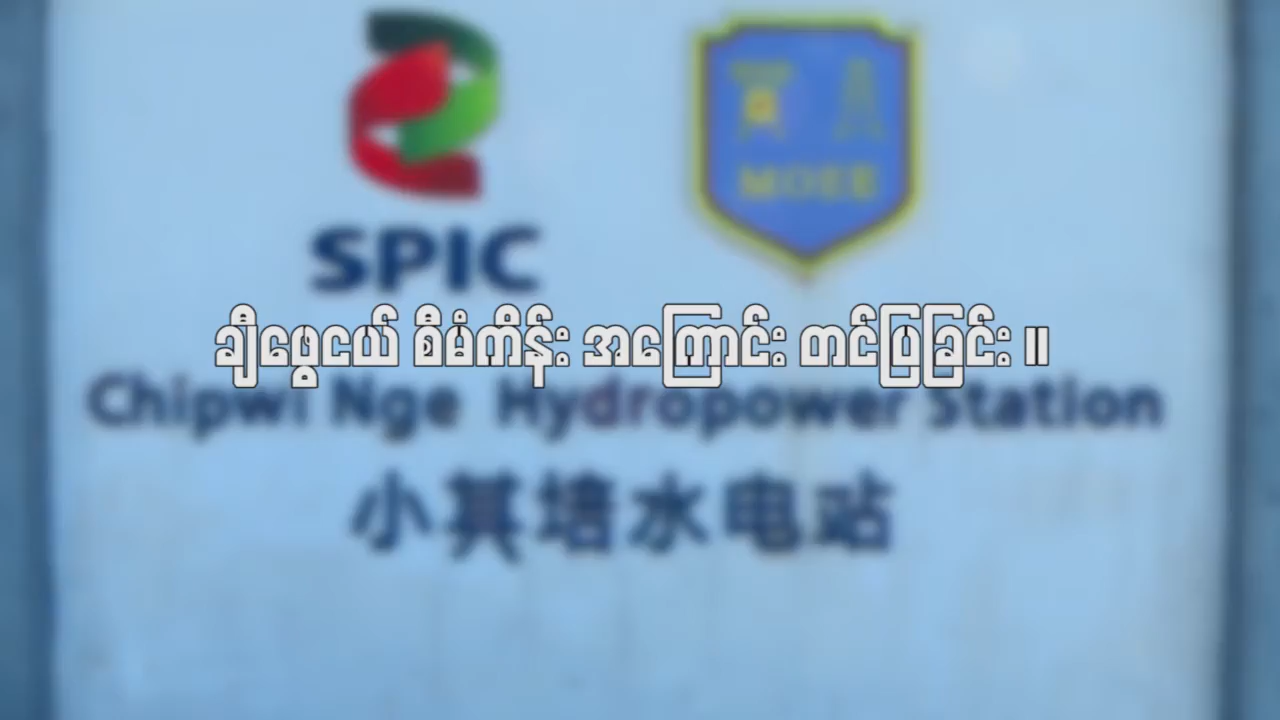 MOEE
SPIC
ချီဖွေငယ် စီမံကိန်း အကြောင်း တင်ပြခြင်း ။
Chipwi Nge Hydropower Station
小其培水电站